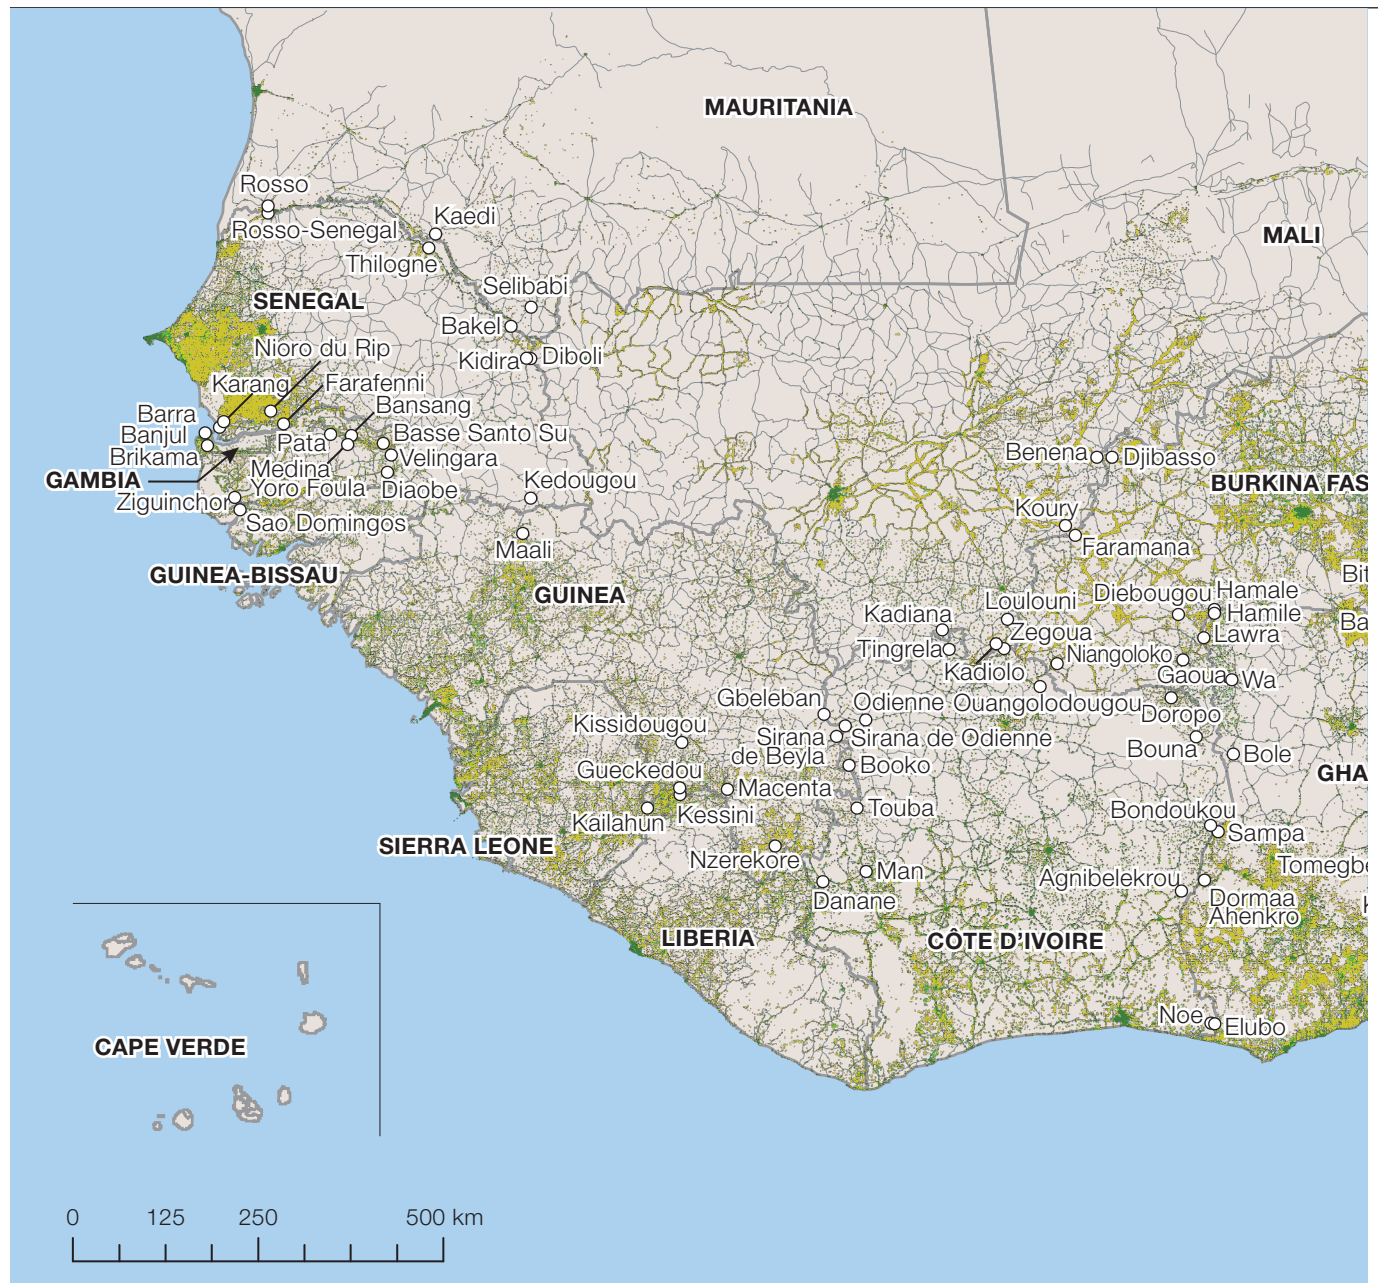 MAURITANIA
Rosso
Rosso-Senegal
Kaedi
Thilogne
MALI
Selibabi
SENEGAL
Bakel
Nioro du Rip
Kidira
Diboli
Karang
Farafenni
Bansang
Barra
Banjul
Brikama
Pata
Basse Santo Su
Velingara
Medina
Yoro Foula
GAMBIA
Diaobe
Kedougou
Ziguinchor
Sao Domingos
Maali
GUINEA-BISSAU
GUINEA
Benena
Djibasso
BURKINA FAS
Koury
Faramana
Bit
Diebougou
Hamale
Hamile
Ba
Loulouni
Kadiana
Zegoua
Lawra
Tingrela
Niangoloko
Kadiolo
Gaoua
Wa
Gbeleban
Odienne
Ouangolodougou
Doropo
Kissidougou
Sirana
de Beyla
Sirana de Odienne
Bouna
Bole
Gueckedou
Booko
GHA
Macenta
Kailahun
Kessini
Touba
Bondoukou
Sampa
SIERRA LEONE
Nzerekore
Man
Tomegbe
Danane
Agnibelekrou
Dormaa
Ahenkro
K
LIBERIA
CÔTE D'IVOIRE
Noe
Elubo
CAPE VERDE
0 125 250 500 km